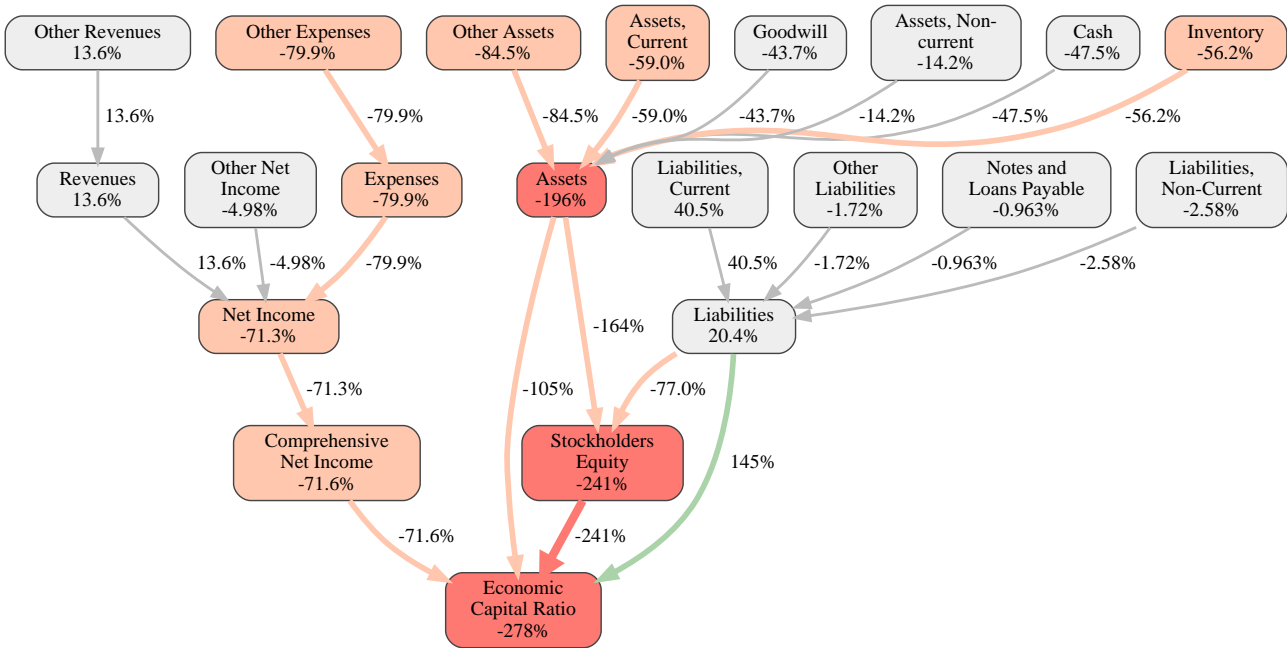 Other Revenues
13.6%
Other Expenses
-79.9%
Other Assets
-84.5%
Assets,
Current
-59.0%
Goodwill
-43.7%
Assets, Non-
current
-14.2%
Cash
-47.5%
Inventory
-56.2%
13.6%
-79.9%
-84.5%
-59.0%
-43.7%
-14.2%
-47.5%
-56.2%
Revenues
13.6%
Other Net
Income
-4.98%
Expenses
-79.9%
Assets
-196%
Liabilities,
Current
40.5%
Other
Liabilities
-1.72%
Notes and
Loans Payable
-0.963%
Liabilities,
Non-Current
-2.58%
13.6%
-4.98%
-79.9%
40.5%
-1.72%
-0.963%
-2.58%
Net Income
-71.3%
-164%
Liabilities
20.4%
-71.3%
-105%
-77.0%
Comprehensive
Net Income
-71.6%
Stockholders
Equity
-241%
145%
-71.6%
-241%
Economic
Capital Ratio
-278%